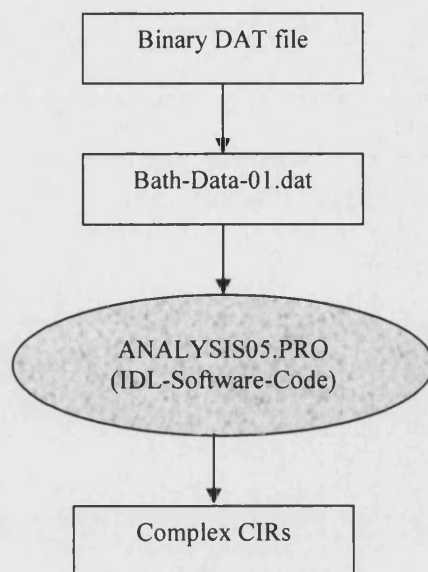 Binary DAT file
Bath-Data-01.dat
ANALYSIS05.PRO
(IDL-Software-Code)
Complex CIRs